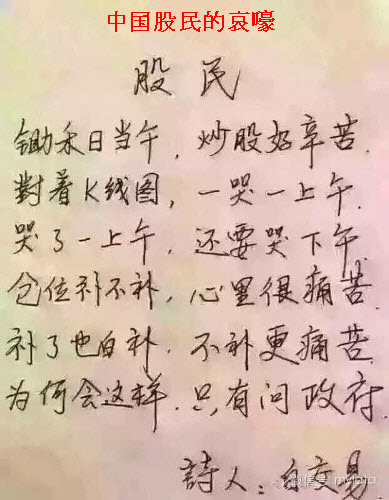 中国股民的哀嚎
股民
锄禾日当午，炒股好辛苦.
對着K线图，一哭一上午.
哭了一上午，还要哭下午.
仓位补不补，心里很痛苦.
补了也白补.不补更痛苦.
为何会这样.只有问政府.
詩人：白交易